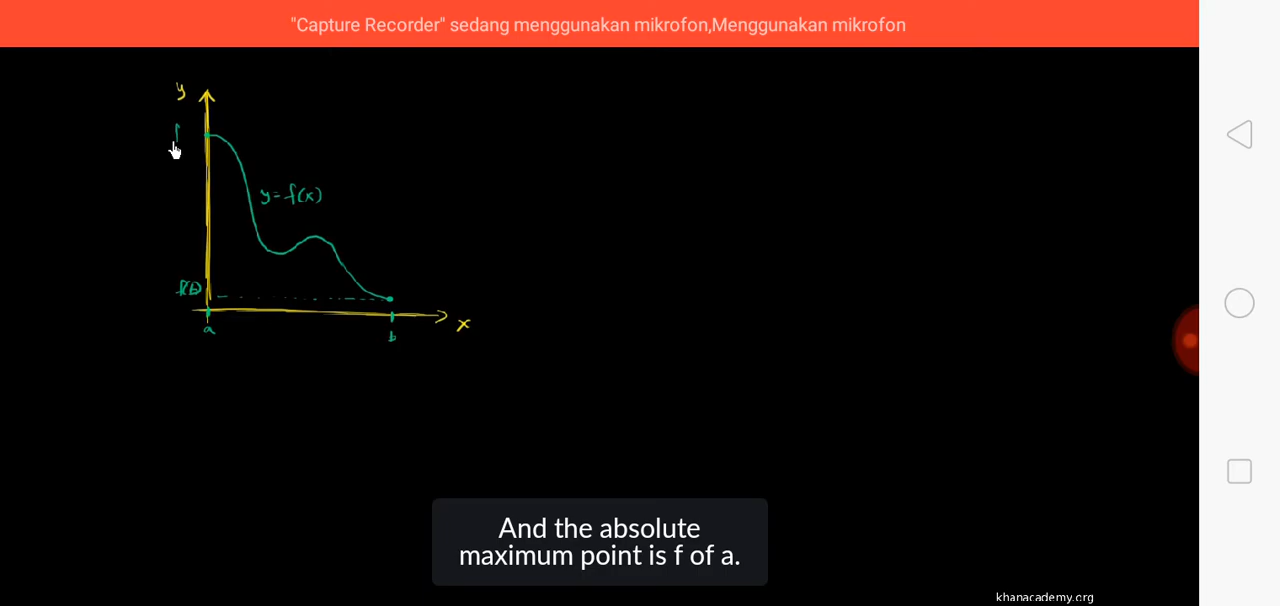 "Capture Recorder" sedang menggunakan mikrofon,Menggunakan mikrofon
y
f
y=f(x)
f(b)
a
b
x
And the absolute
maximum point is f of a.
khanacademy.org